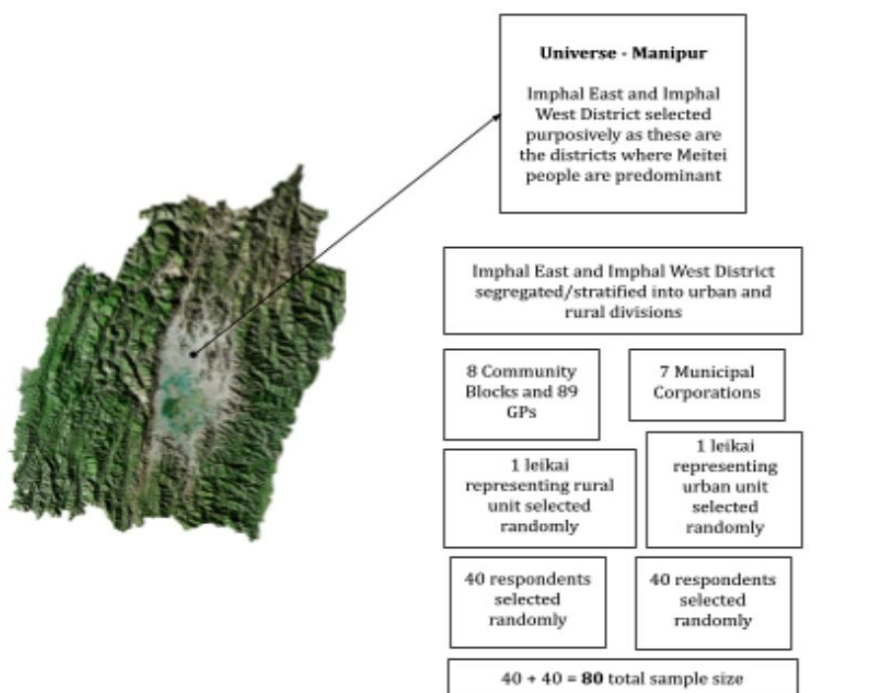 Universe - Manipur
Imphal East and Imphal
West District selected
purposively as these are
the districts where Meitei
people are predominant
Imphal East and Imphal West District
segregated/stratified into urban and
rural divisions
8 Community
Blocks and 89
GPs
7 Municipal
Corporations
1 leikai
representing rural
unit selected
randomly
1 leikai
representing
urban unit
selected
randomly
40 respondents
selected
randomly
40 respondents
selected
randomly
40 + 40 = 80 total sample size